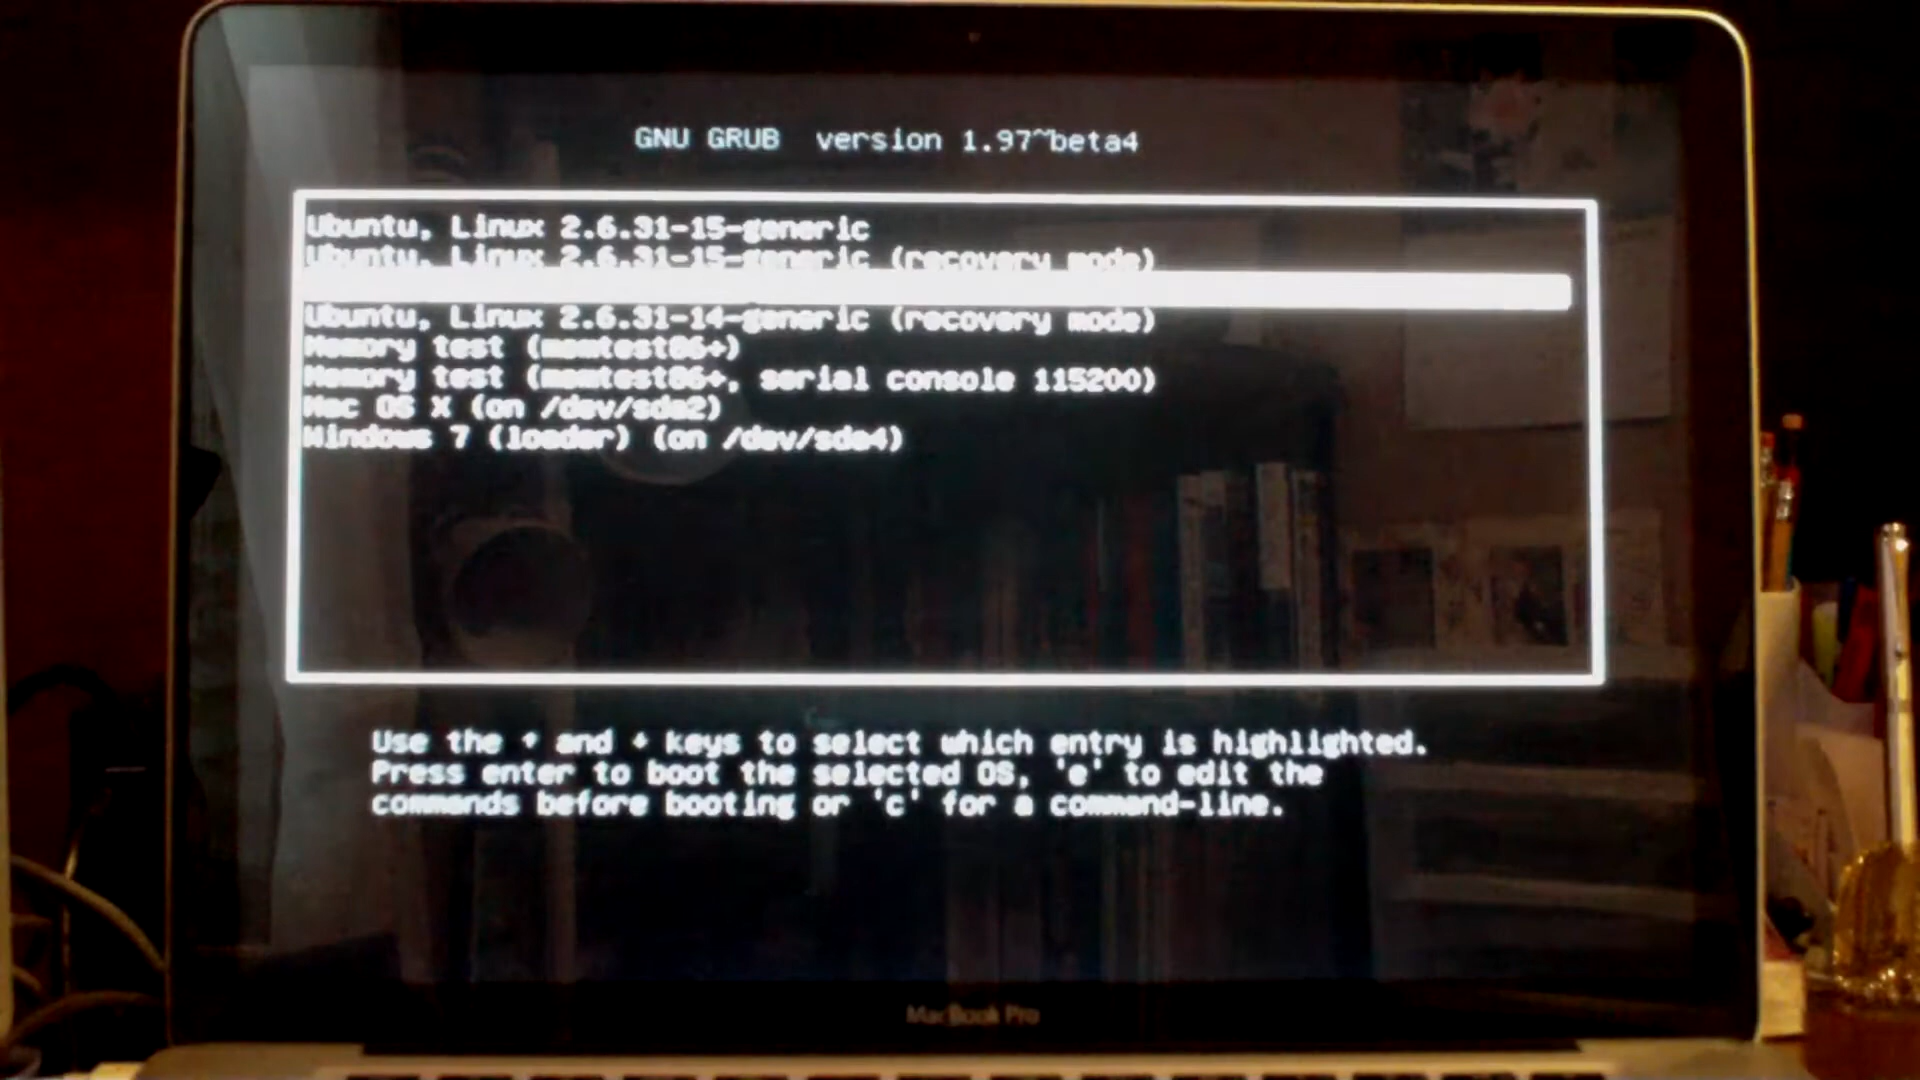 GNU GRUB version 1.97~beta4
Ubuntu, Linux 2.6.31-15-generic
Ubuntu, Linux 2.6.31-15-generic (recovery mode)
Ubuntu, Linux 2.6.31-14-generic (recovery mode)
Memory test (memtest86+)
Memory test (memtest86+, serial console 115200)
Mac OS X (on /dev/sda2)
Windows 7 (loader) (on /dev/sda4)
Use the ↑ and ↓ keys to select which entry is highlighted.
Press enter to boot the selected OS, 'e' to edit the
commands before booting or 'c' for a command-line.
MacBook Pro